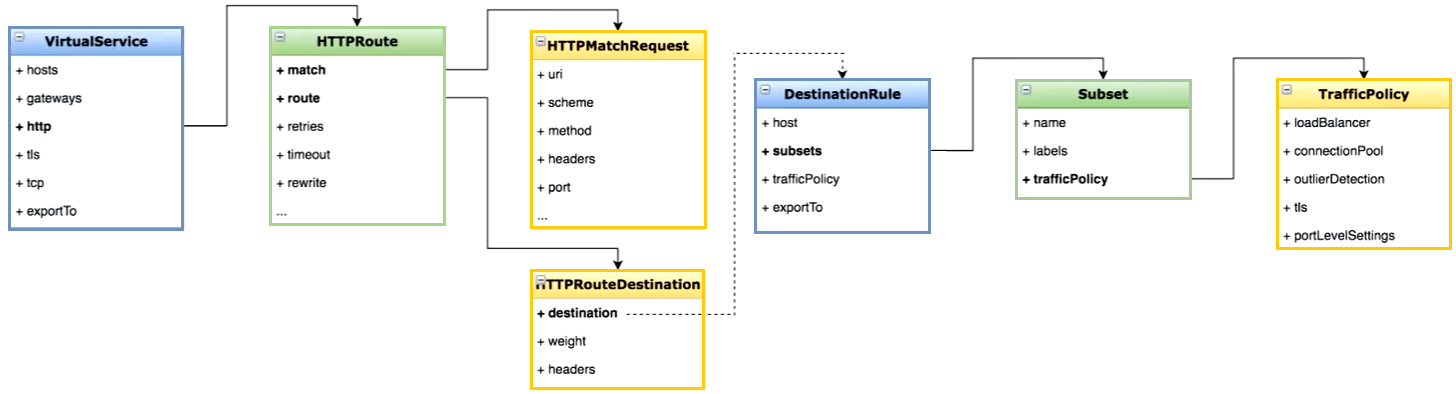 VirtualService
+ hosts
+ gateways
+ http
+ tls
+ tcp
+ exportTo
HTTPRoute
+ match
+ route
+ retries
+ timeout
+ rewrite
...
HTTPMatchRequest
+ uri
+ scheme
+ method
+ headers
+ port
...
HTTPRouteDestination
+ destination
+ weight
+ headers
DestinationRule
+ host
+ subsets
+ trafficPolicy
+ exportTo
Subset
+ name
+ labels
+ trafficPolicy
TrafficPolicy
+ loadBalancer
+ connectionPool
+ outlierDetection
+ tls
+ portLevelSettings